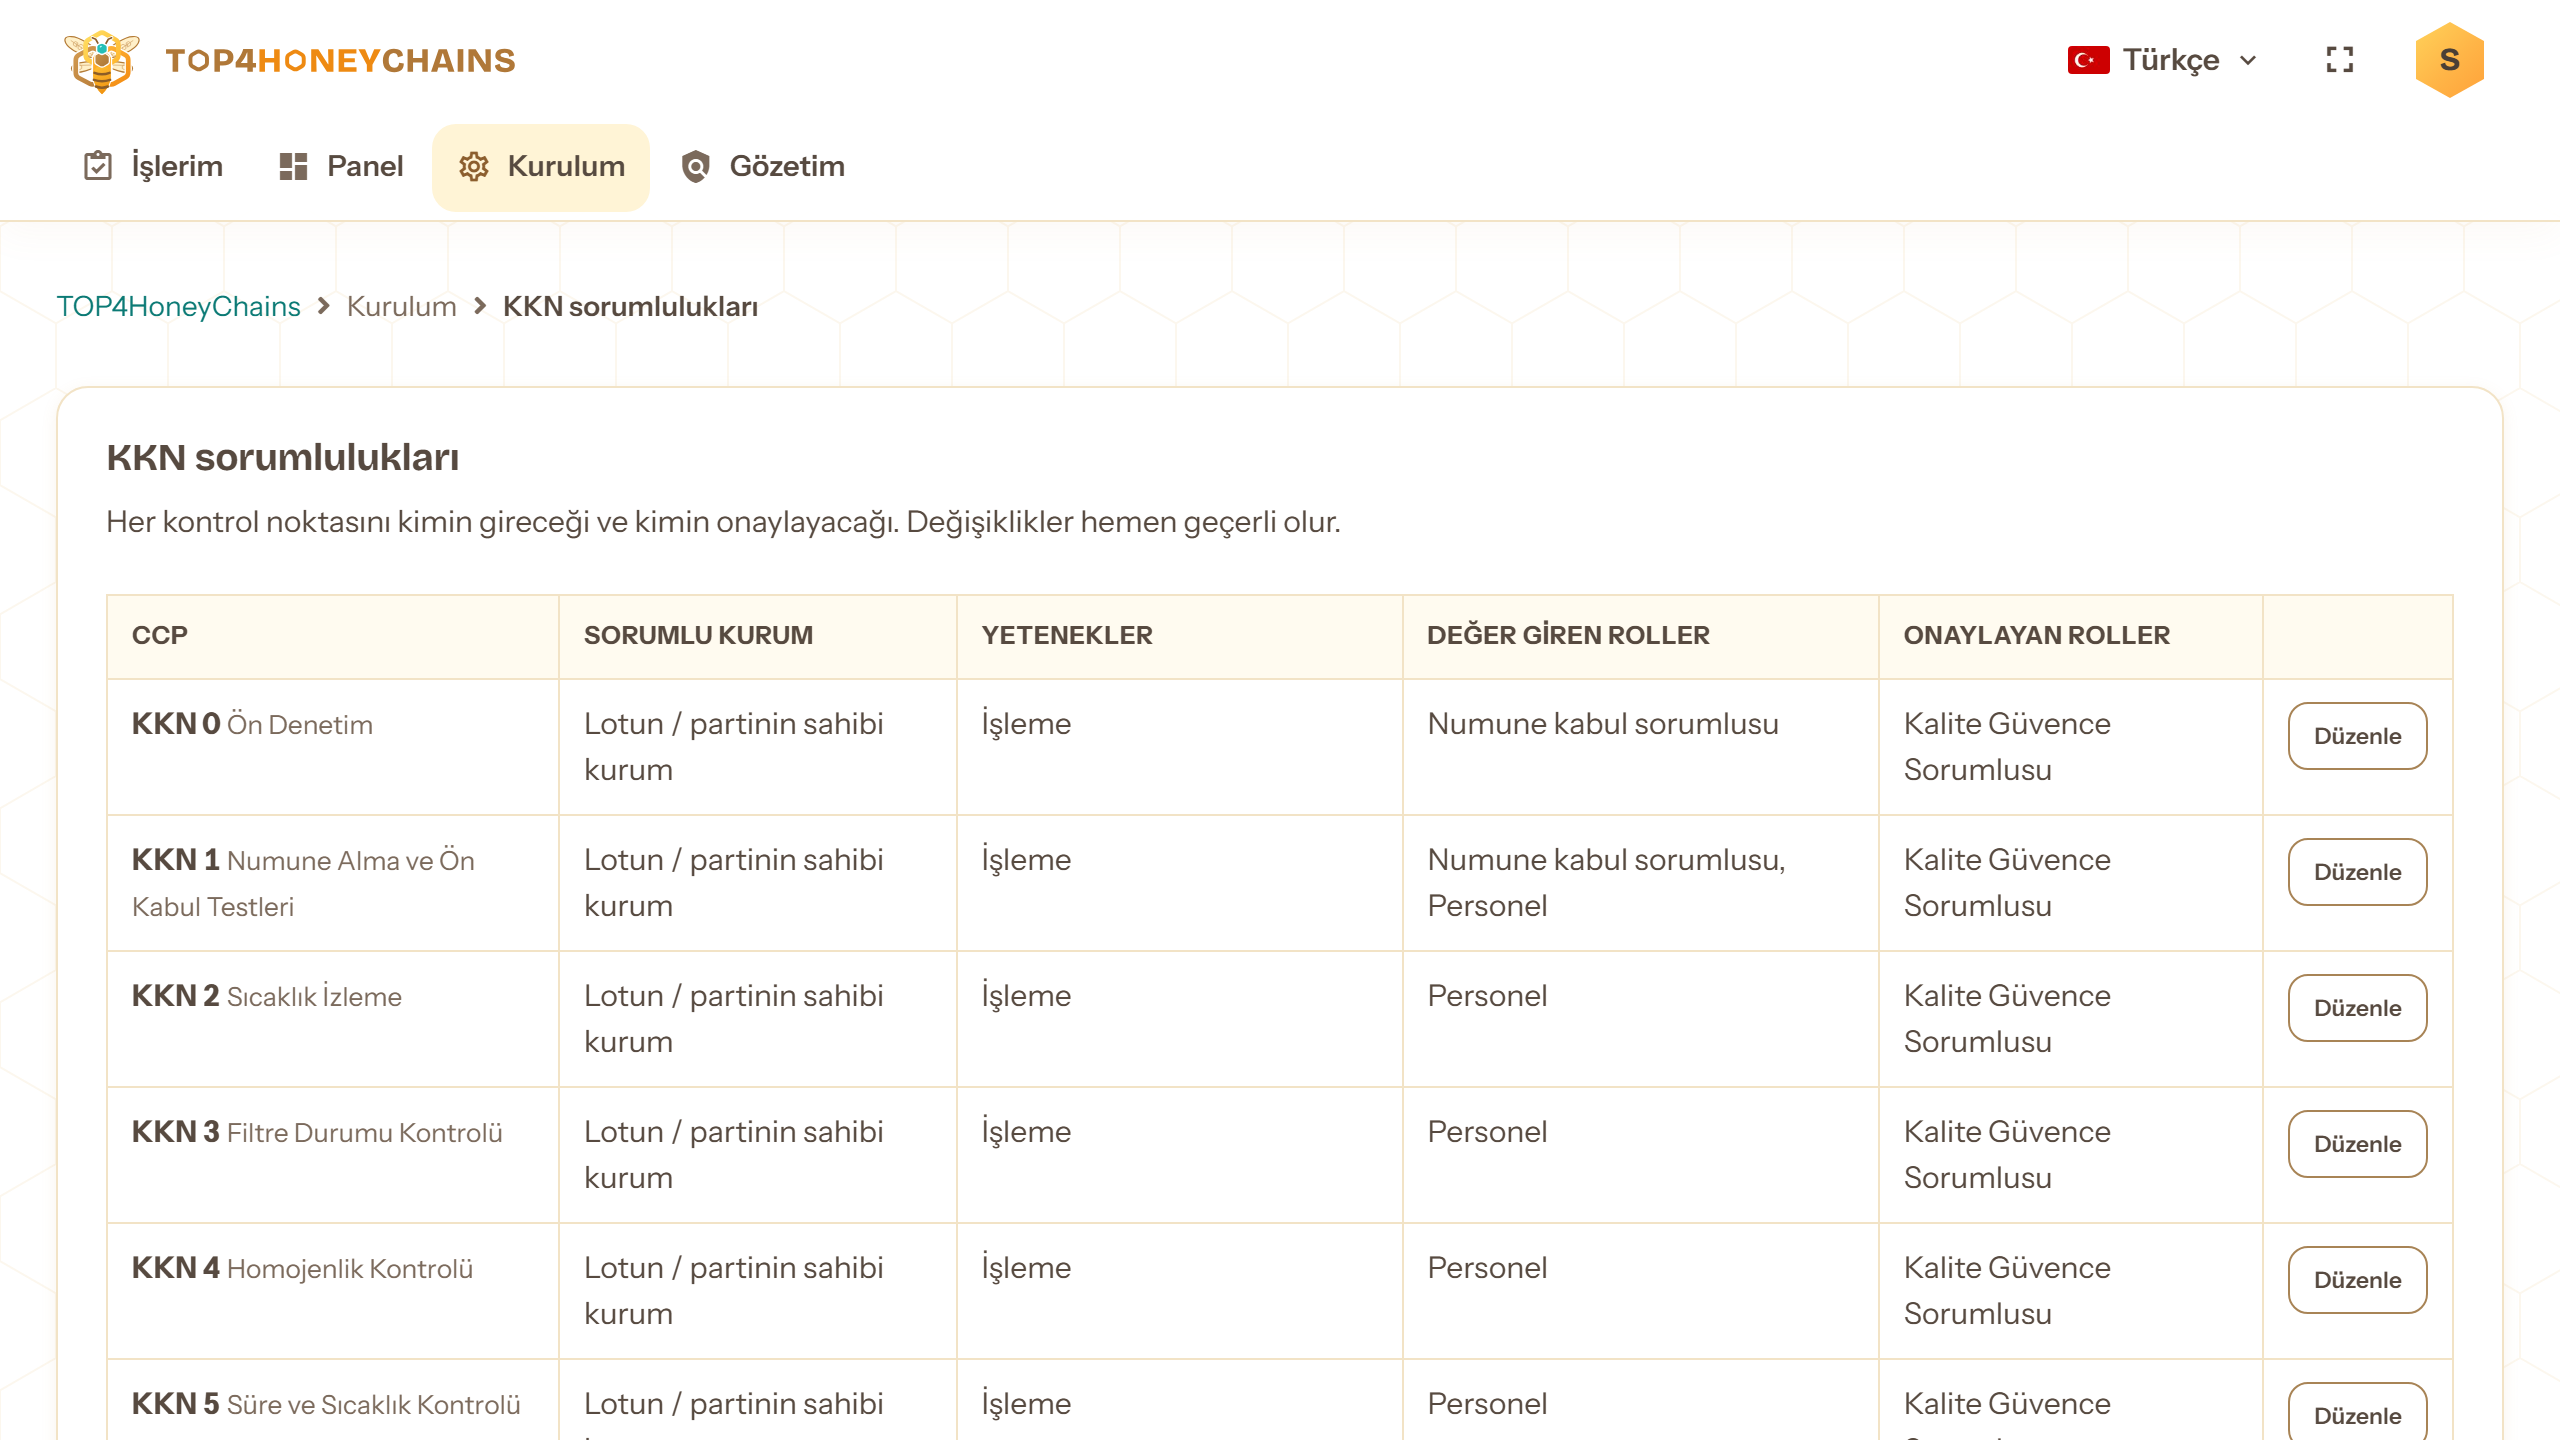 TOP4HONEYCHAINS
Türkçe
S
İşlerim
Panel
Kurulum
Gözetim
TOP4HoneyChains > Kurulum > KKN sorumlulukları
KKN sorumlulukları
Her kontrol noktasını kimin gireceği ve kimin onaylayacağı. Değişiklikler hemen geçerli olur.
CCP
SORUMLU KURUM
YETENEKLER
DEĞER GİREN ROLLER
ONAYLAYAN ROLLER
KKN 0 Ön Denetim
Lotun / partinin sahibi
kurum
İşleme
Numune kabul sorumlusu
Kalite Güvence
Sorumlusu
Düzenle
KKN 1 Numune Alma ve Ön
Kabul Testleri
Lotun / partinin sahibi
kurum
İşleme
Numune kabul sorumlusu,
Personel
Kalite Güvence
Sorumlusu
Düzenle
KKN 2 Sıcaklık İzleme
Lotun / partinin sahibi
kurum
İşleme
Personel
Kalite Güvence
Sorumlusu
Düzenle
KKN 3 Filtre Durumu Kontrolü
Lotun / partinin sahibi
kurum
İşleme
Personel
Kalite Güvence
Sorumlusu
Düzenle
KKN 4 Homojenlik Kontrolü
Lotun / partinin sahibi
kurum
İşleme
Personel
Kalite Güvence
Sorumlusu
Düzenle
KKN 5 Süre ve Sıcaklık Kontrolü
Lotun / partinin sahibi
İşleme
Personel
Kalite Güvence
Düzenle